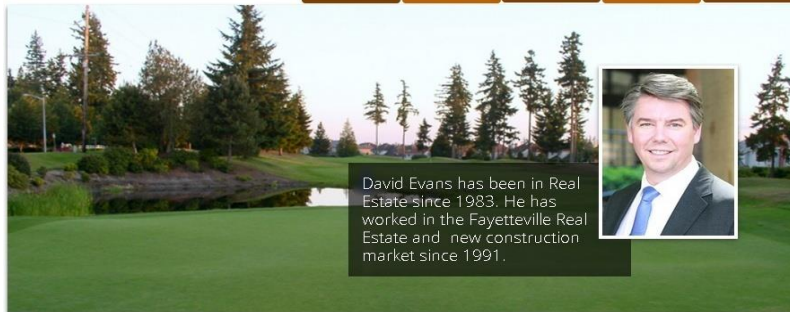 David Evans has been in Real
Estate since 1983. He has
worked in the Fayetteville Real
Estate and  new construction
market since 1991.